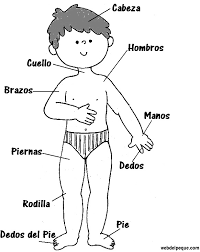 Cabeza
Hombros
Cuello
Brazos
Manos
Piernas
Dedos
Rodilla
Pie
Dedos del Pie
webdelpeque.com